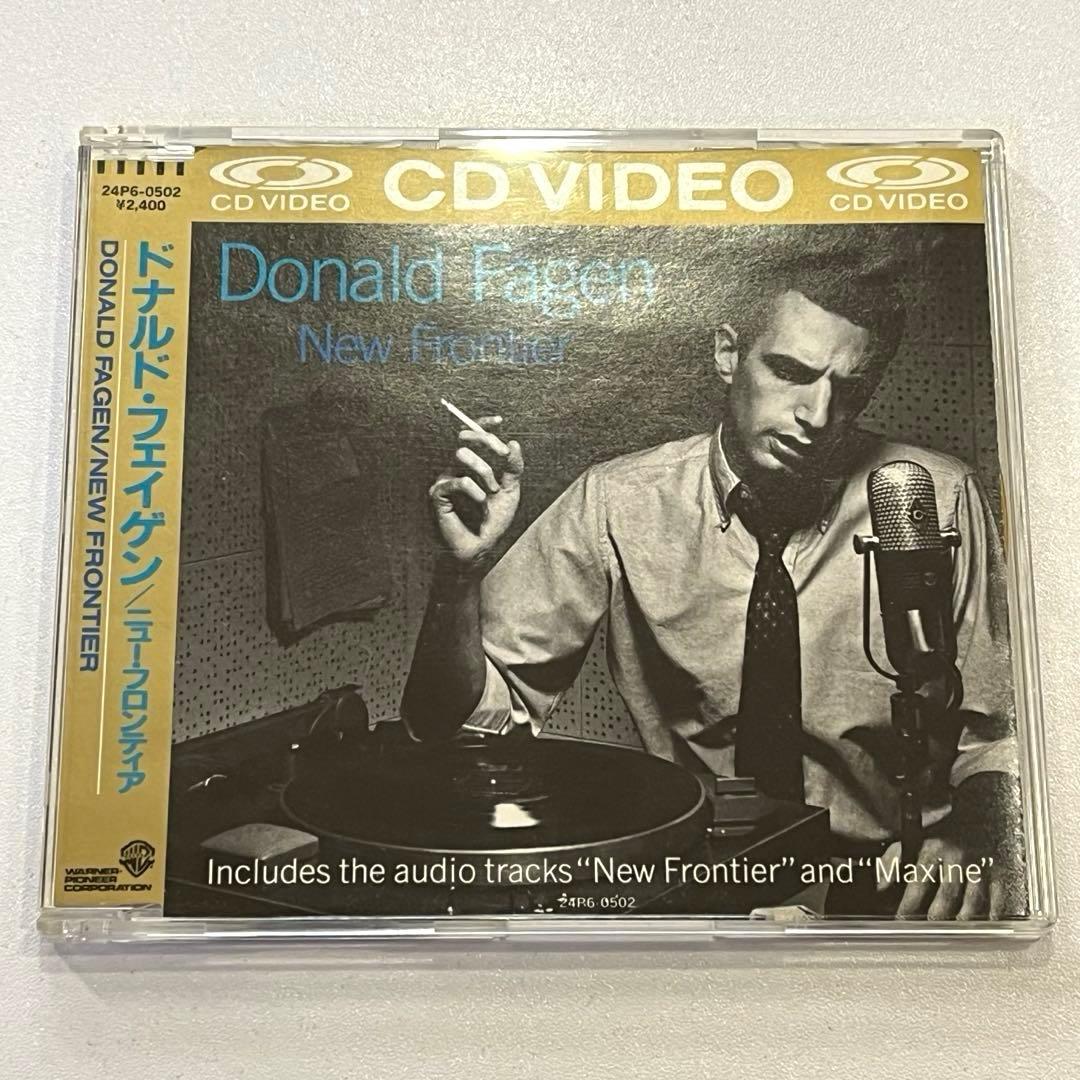 24P6-0502
¥2,400
ドナルド・フェイゲン/ニュー・フロンティア
DONALD FAGEN/NEW FRONTIER
WARNER-
PIONEER
CORPORATION
CD VIDEO
CD VIDEO
CD VIDEO
Donald Fagen
New Frontier
Includes the audio tracks “New Frontier” and “Maxine”
24P6-0502